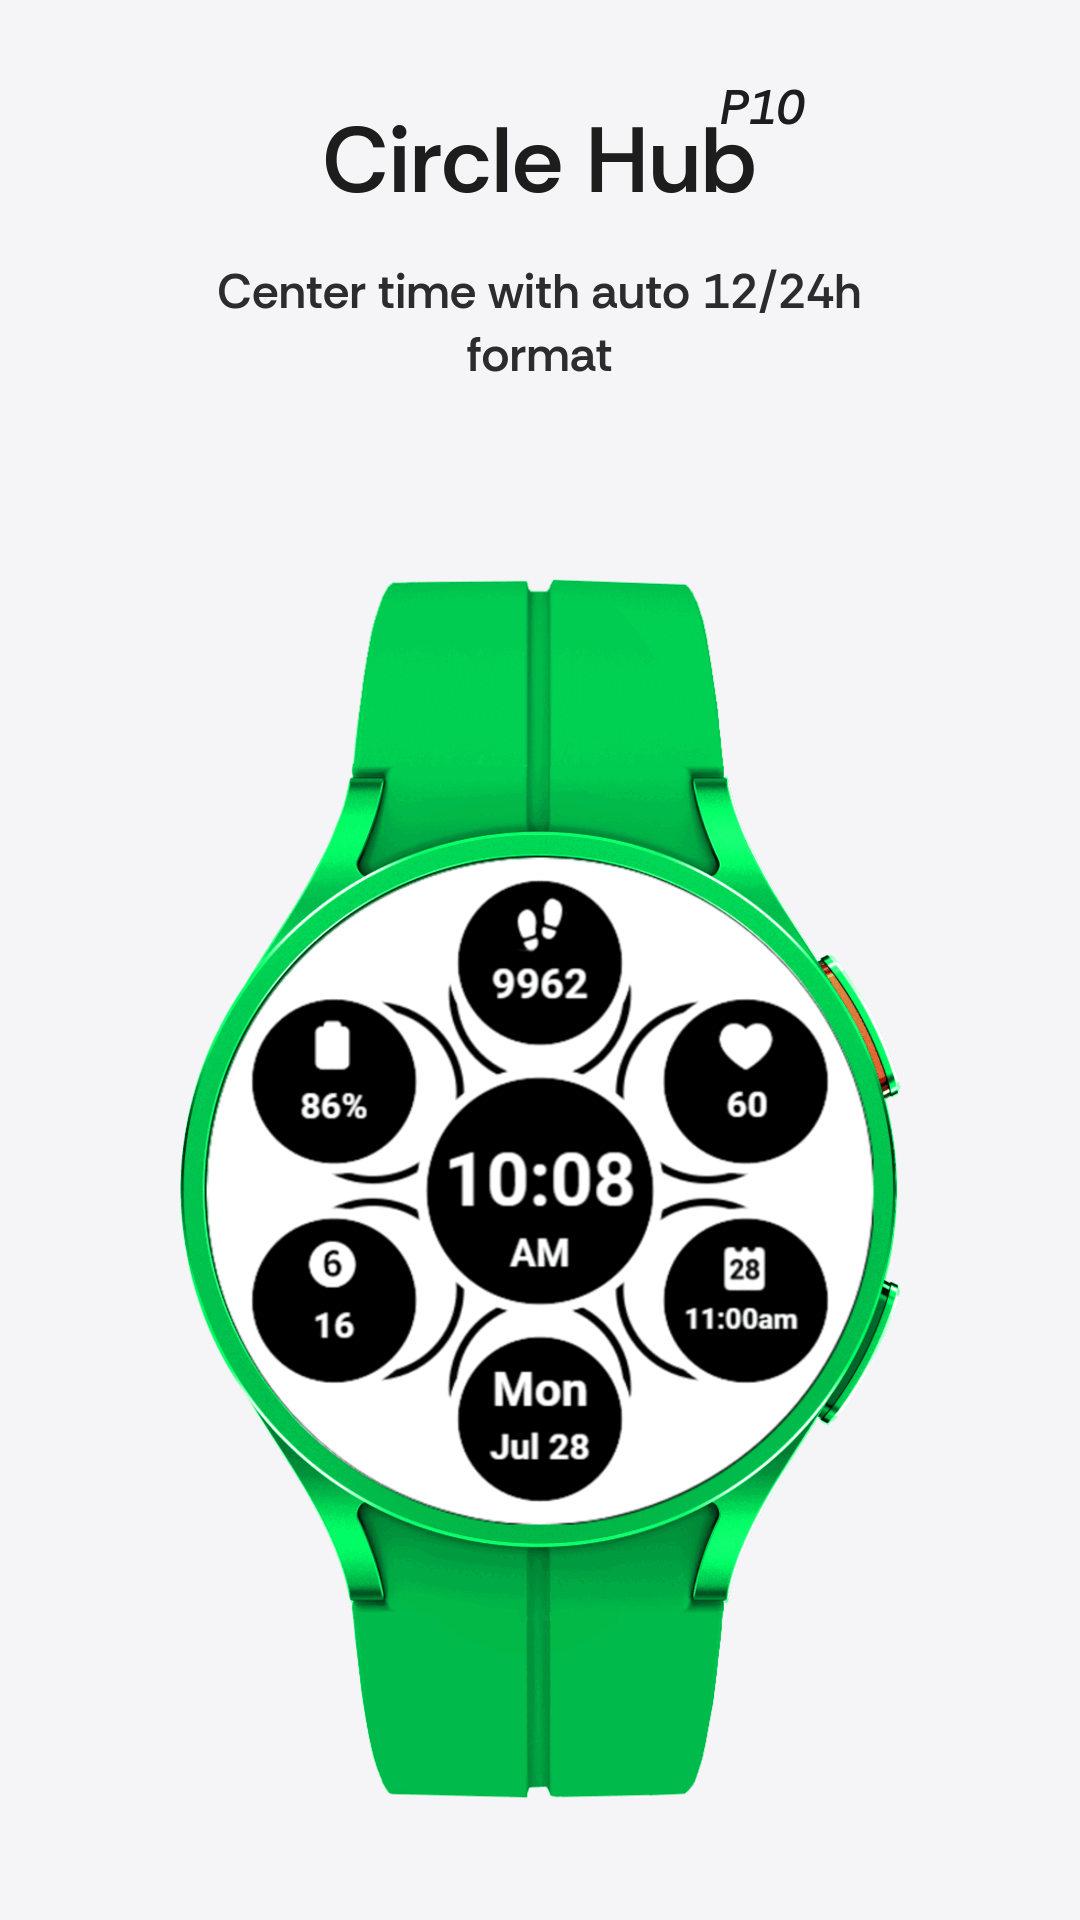 P10
Circle Hub
Center time with auto 12/24h
format
9962
86%
60
10:08
AM
6
16
28
11:00am
Mon
Jul 28